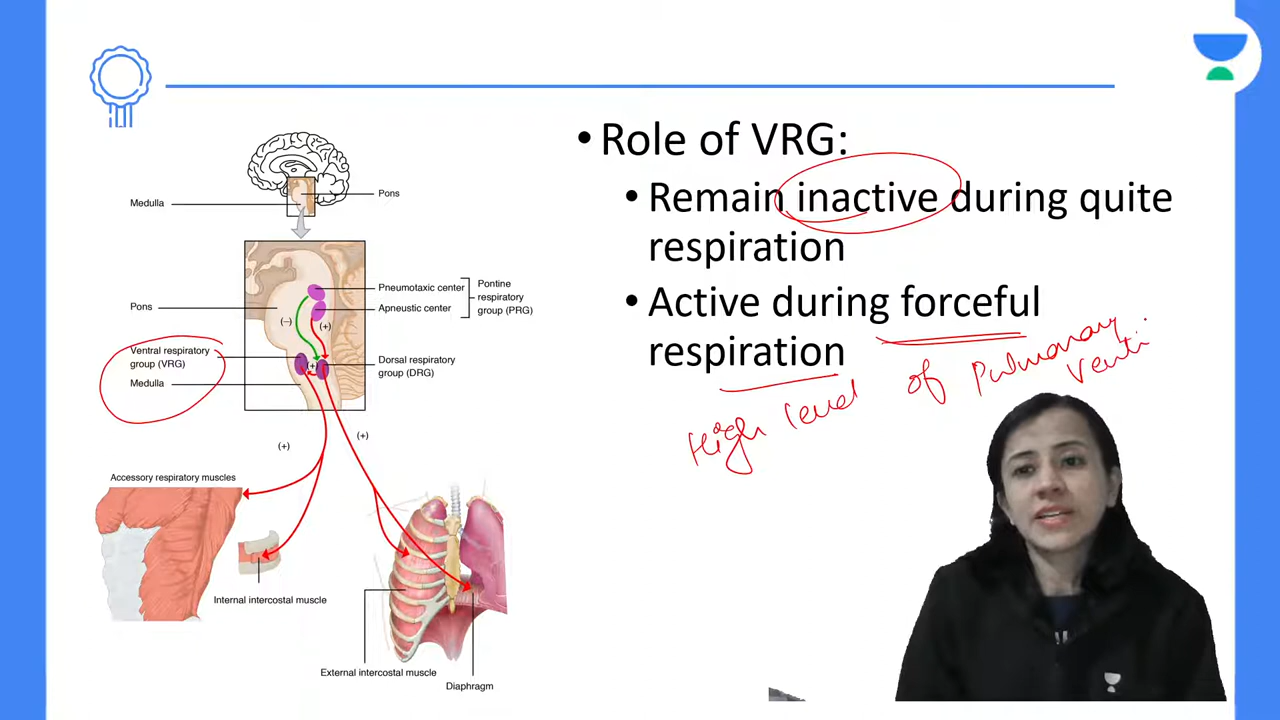 • Role of VRG:
• Remain inactive during quite
respiration
• Active during forceful
respiration
High level of Pulmonary
Venti
Pons
Medulla
Pneumotaxic center
Apneustic center
Pontine
respiratory
group (PRG)
Pons
(–)
(+)
Ventral respiratory
group (VRG)
(+)
Dorsal respiratory
group (DRG)
Medulla
(+)
(+)
Accessory respiratory muscles
Internal intercostal muscle
External intercostal muscle
Diaphragm